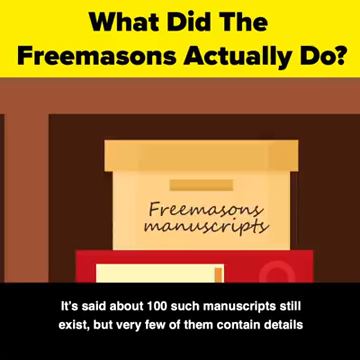 What Did The
Freemasons Actually Do?
Freemasons
manuscripts
It's said about 100 such manuscripts still
exist, but very few of them contain details